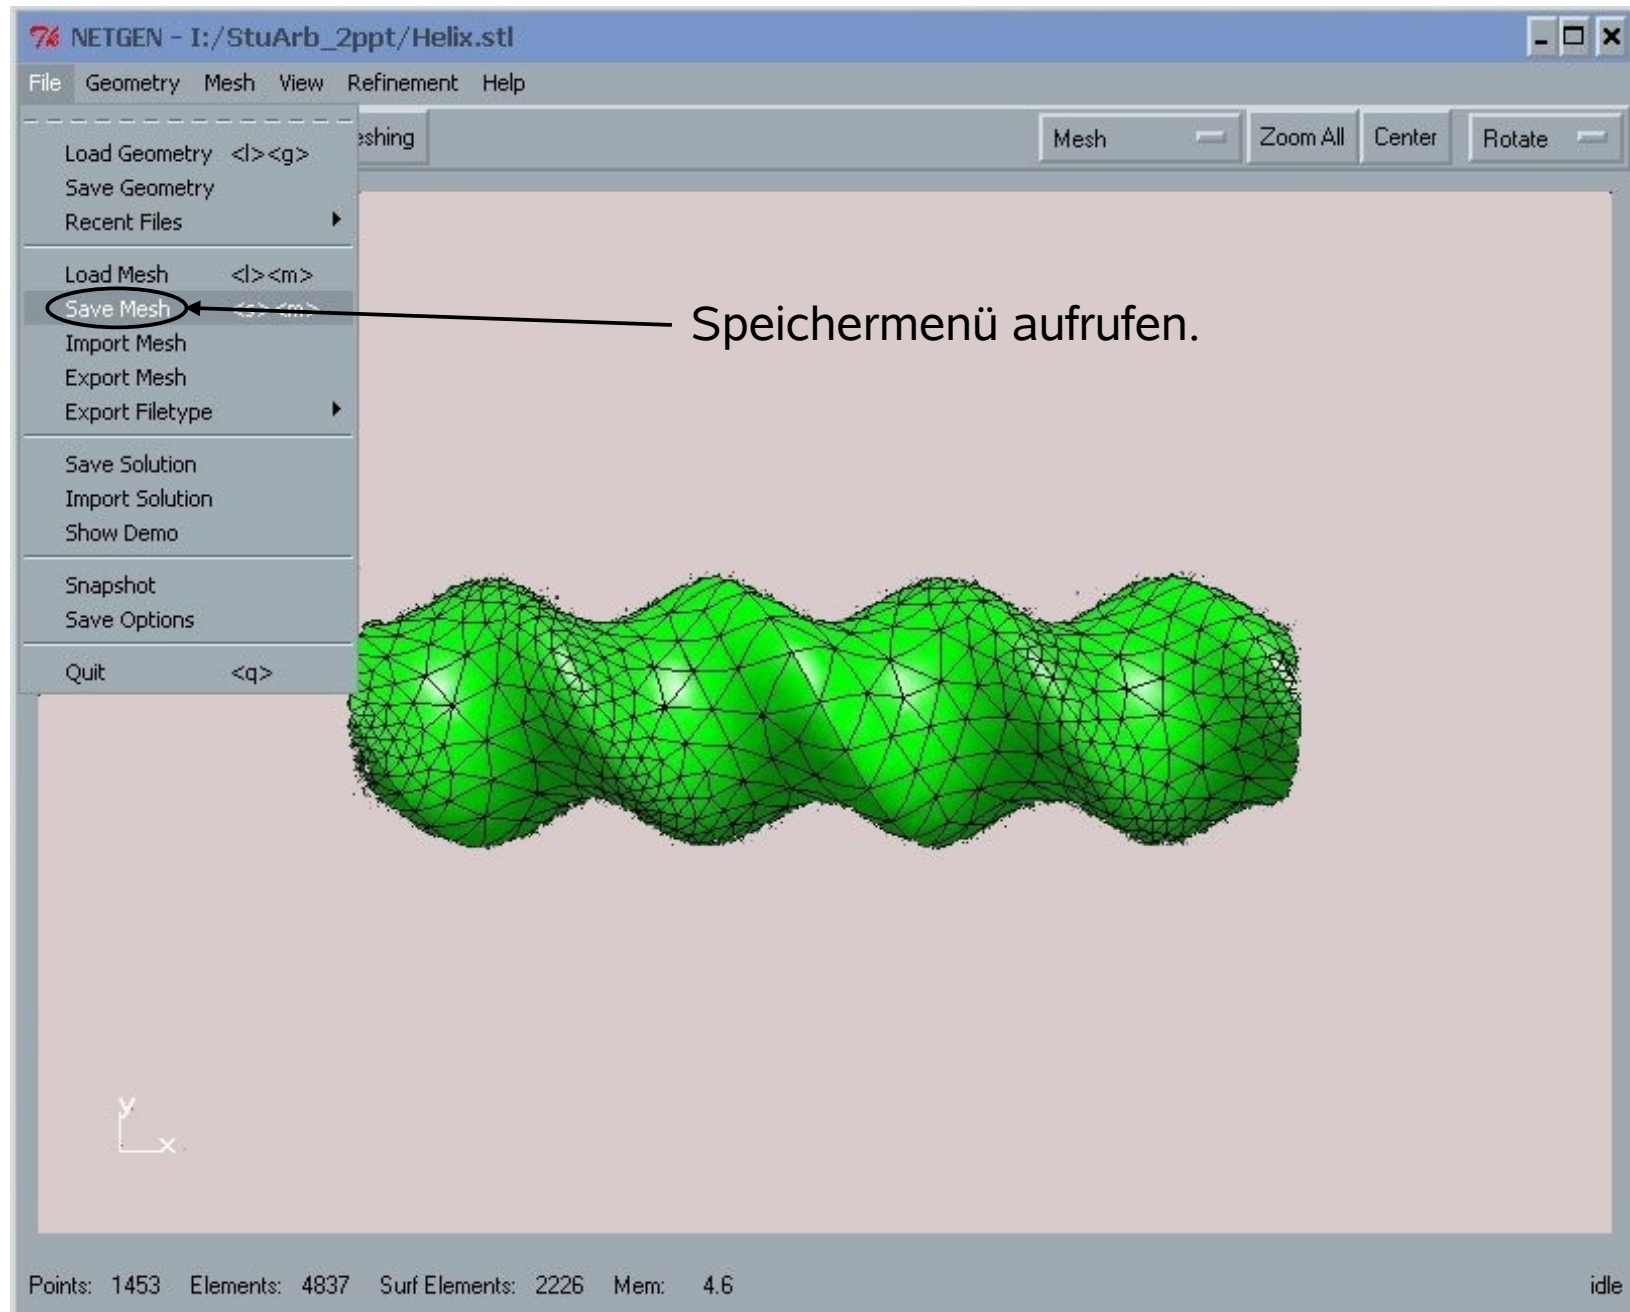 NETGEN - I:/StuArb_2ppt/Helix.stl
File Geometry Mesh View Refinement Help
eshing Mesh Zoom All Center Rotate
Load Geometry <l><g>
Save Geometry
Recent Files
Load Mesh <l><m>
Save Mesh <s><m>
Speichermenü aufrufen.
Import Mesh
Export Mesh
Export Filetype
Save Solution
Import Solution
Show Demo
Snapshot
Save Options
Quit <q>
y
x
Points: 1453 Elements: 4837 Surf Elements: 2226 Mem: 4.6 idle